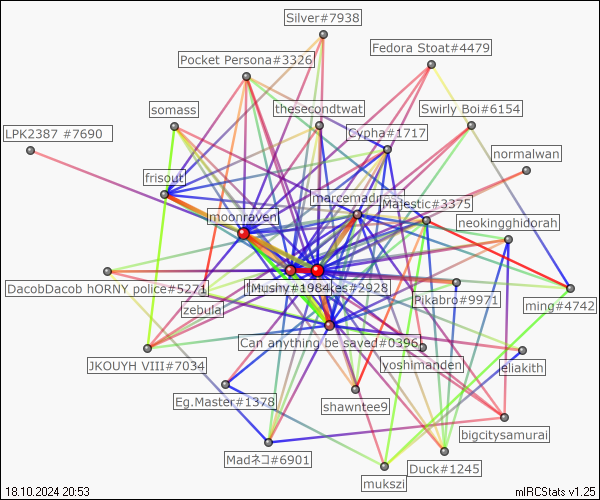 Silver#7938
Fedora Stoat#4479
Pocket Persona#3326
somass
thesecondtwat
Swirly Boi#6154
LPK2387 #7690
Cypha#1717
normalwan
frisout
marcemadn
Majestic#3375
moonraven
neokingghidorah
DacobDacob hORNY police#5271
Mushy#1984
kes#2928
Pikabro#9971
ming#4742
zebula
Can anything be saved#0396
JKOUYH VIII#7034
yoshimanden
eliakith
Eg.Master#1378
shawntee9
bigcitysamurai
Madネコ#6901
Duck#1245
mukszi
18.10.2024 20:53
mIRCStats v1.25